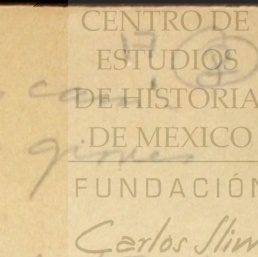 CENTRO DE
ESTUDIOS
DE HISTORIA
DE MEXICO
FUNDACIÓN
Carlos Slim